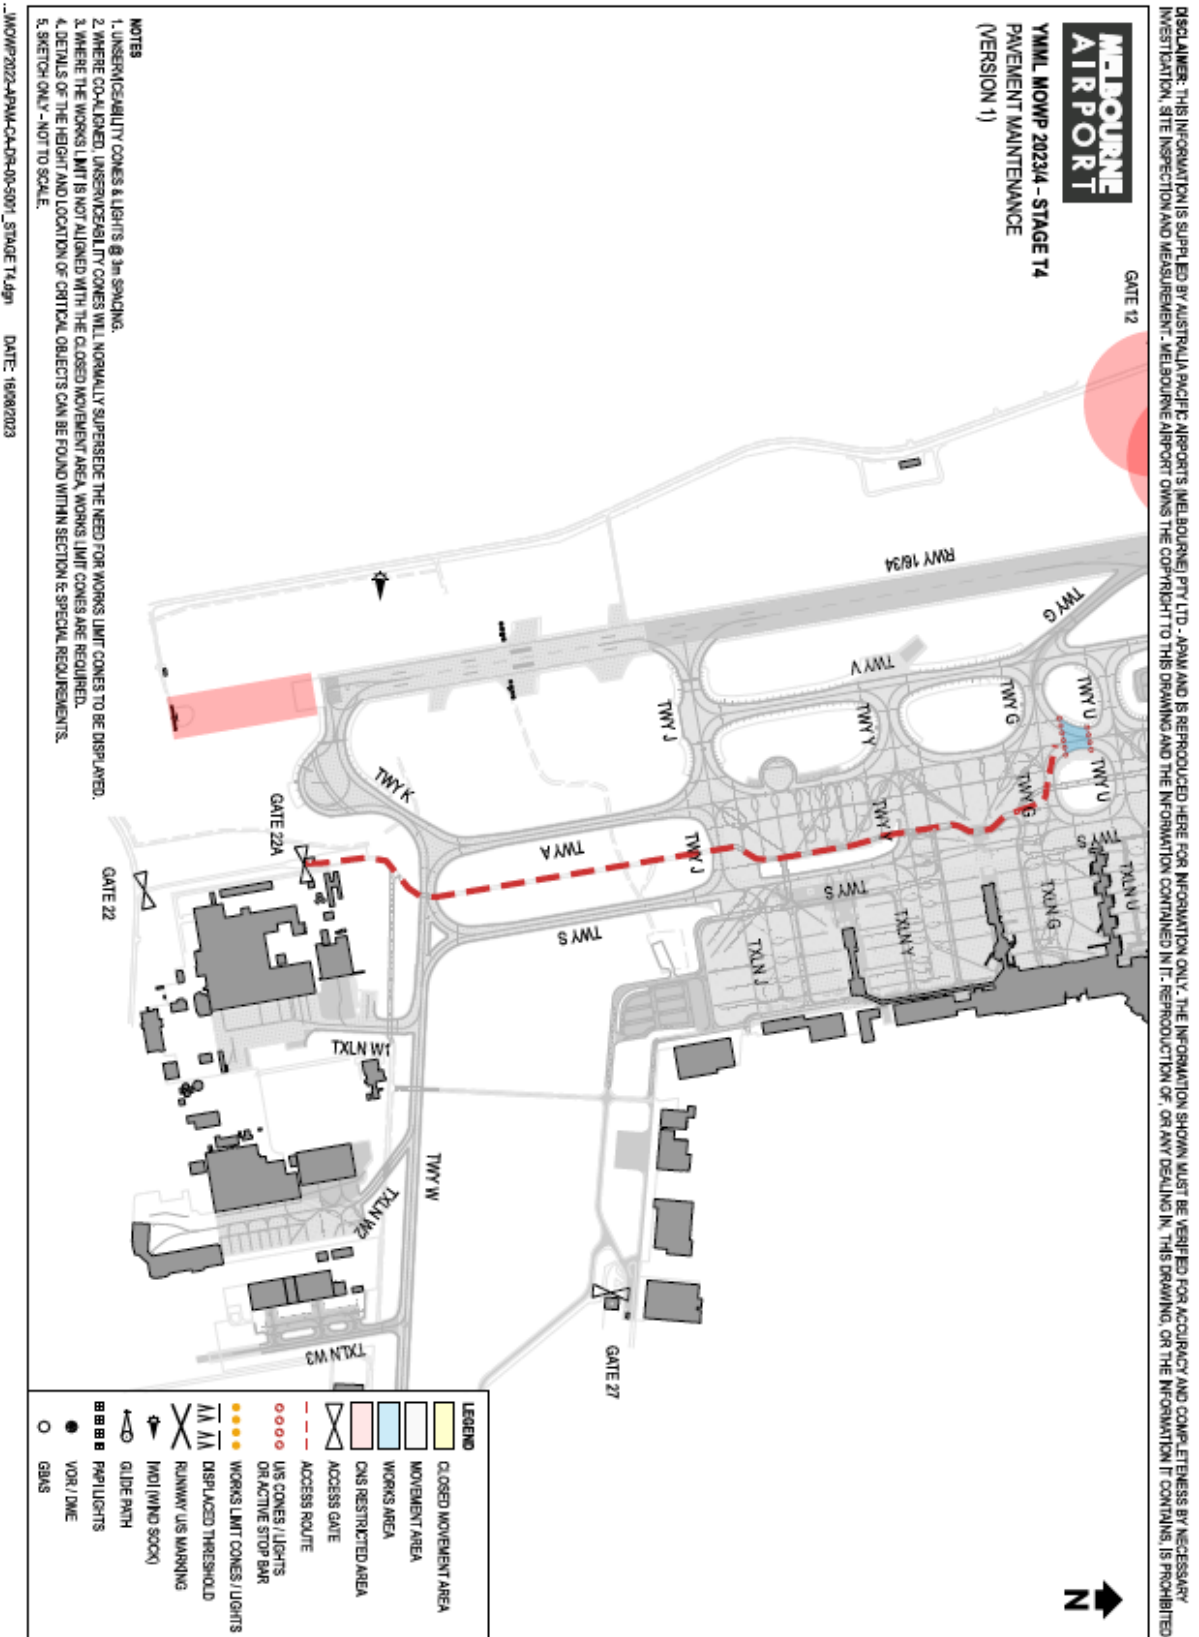 DISCLAIMER: THIS INFORMATION IS SUPPLIED BY AUSTRALIA PACIFIC AIRPORTS (MELBOURNE) PTY LTD - APAM AND IS REPRODUCED HERE FOR INFORMATION ONLY. THE INFORMATION SHOWN MUST BE VERIFIED FOR ACCURACY AND COMPLETENESS BY NECESSARY
INVESTIGATION, SITE INSPECTION AND MEASUREMENT. MELBOURNE AIRPORT OWNS THE COPYRIGHT TO THIS DRAWING AND THE INFORMATION CONTAINED IN IT. REPRODUCTION OF, OR ANY DEALING IN, THIS DRAWING, OR THE INFORMATION IT CONTAINS, IS PROHIBITED
MELBOURNE
AIRPORT
YMML MOWP 2023/4 - STAGE T4
PAVEMENT MAINTENANCE
(VERSION 1)
GATE 12
N
RWY 16/34
TWY G
TWY V
TWY G
TWY U
TWY U
TWY J
TWY Y
TWY G
TWY Y
TWY S
TXLN U
TXLN G
TWY K
TWY A
TWY J
TWY S
TXLN Y
TWY S
TXLN J
GATE 22A
GATE 22
TXLN W1
TWY W
TXLN W2
TXLN W3
GATE 27
NOTES
1. UNSERVICEABILITY CONES & LIGHTS @ 3m SPACING.
2. WHERE CO-ALIGNED, UNSERVICEABILITY CONES WILL NORMALLY SUPERSEDE THE NEED FOR WORKS LIMIT CONES TO BE DISPLAYED.
3. WHERE THE WORKS LIMIT IS NOT ALIGNED WITH THE CLOSED MOVEMENT AREA, WORKS LIMIT CONES ARE REQUIRED.
4. DETAILS OF THE HEIGHT AND LOCATION OF CRITICAL OBJECTS CAN BE FOUND WITHIN SECTION 5: SPECIAL REQUIREMENTS.
5. SKETCH ONLY - NOT TO SCALE.
LEGEND
CLOSED MOVEMENT AREA
MOVEMENT AREA
WORKS AREA
CNS RESTRICTED AREA
ACCESS GATE
ACCESS ROUTE
U/S CONES / LIGHTS
OR ACTIVE STOP BAR
WORKS LIMIT CONES / LIGHTS
DISPLACED THRESHOLD
RUNWAY U/S MARKING
IWDI (WIND SOCK)
GLIDE PATH
PAPI LIGHTS
VOR / DME
GBAS
...\MOWP2022-APAM-CA-DR-00-5001_STAGE T4.dgn DATE: 16/08/2023